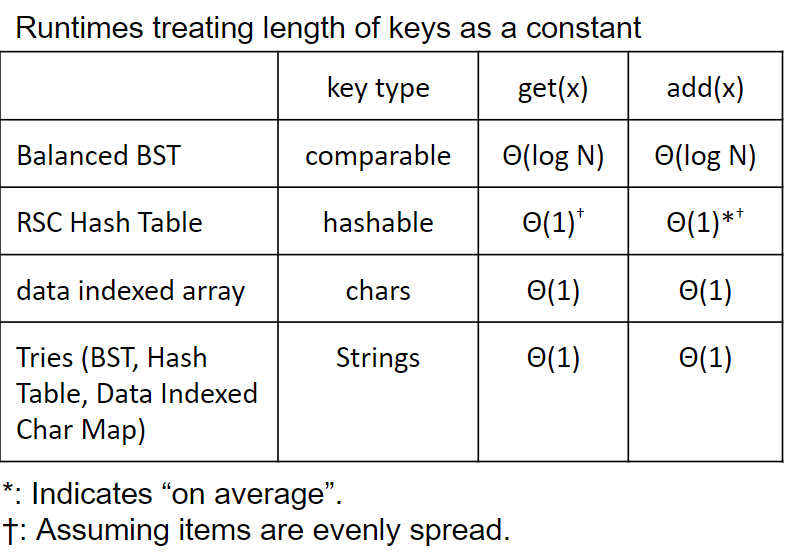 Runtimes treating length of keys as a constant
key type get(x) add(x)
Balanced BST comparable Θ(log N) Θ(log N)
RSC Hash Table hashable Θ(1)† Θ(1)*†
data indexed array chars Θ(1) Θ(1)
Tries (BST, Hash Strings Θ(1) Θ(1)
Table, Data Indexed
Char Map)
*: Indicates “on average”.
†: Assuming items are evenly spread.